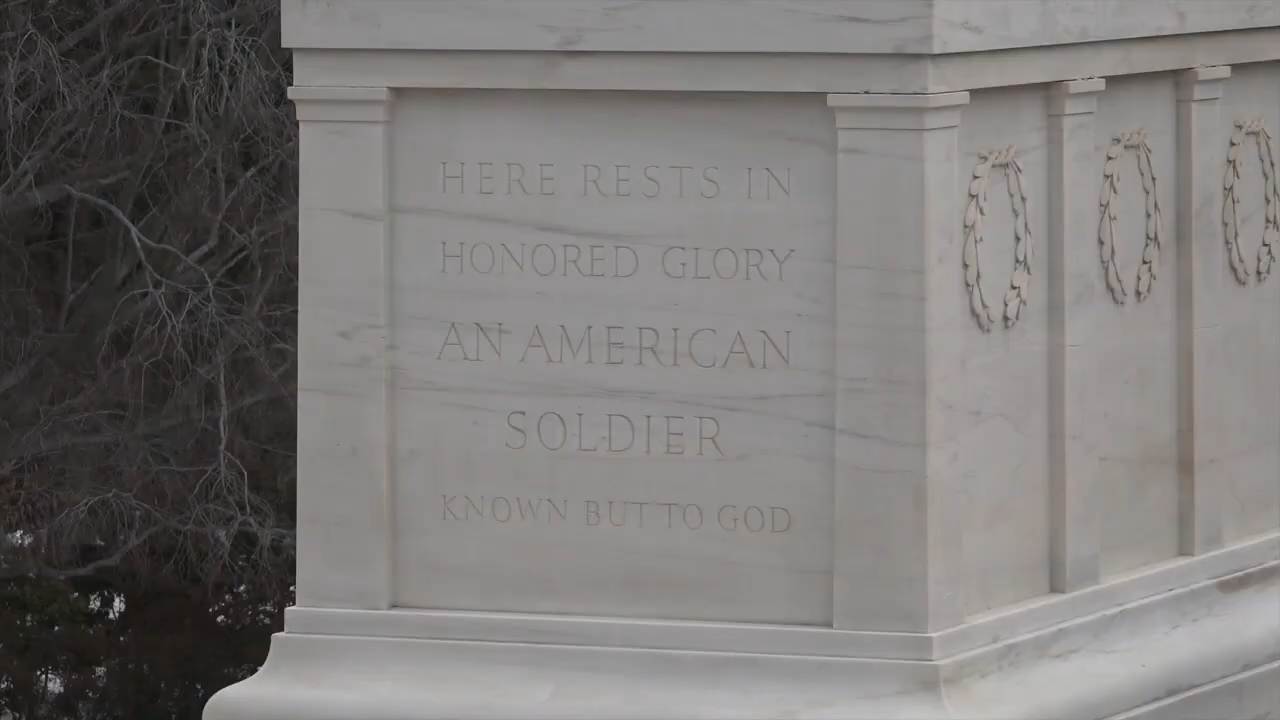 HERE RESTS IN
HONORED GLORY
AN AMERICAN
SOLDIER
KNOWN BUT TO GOD